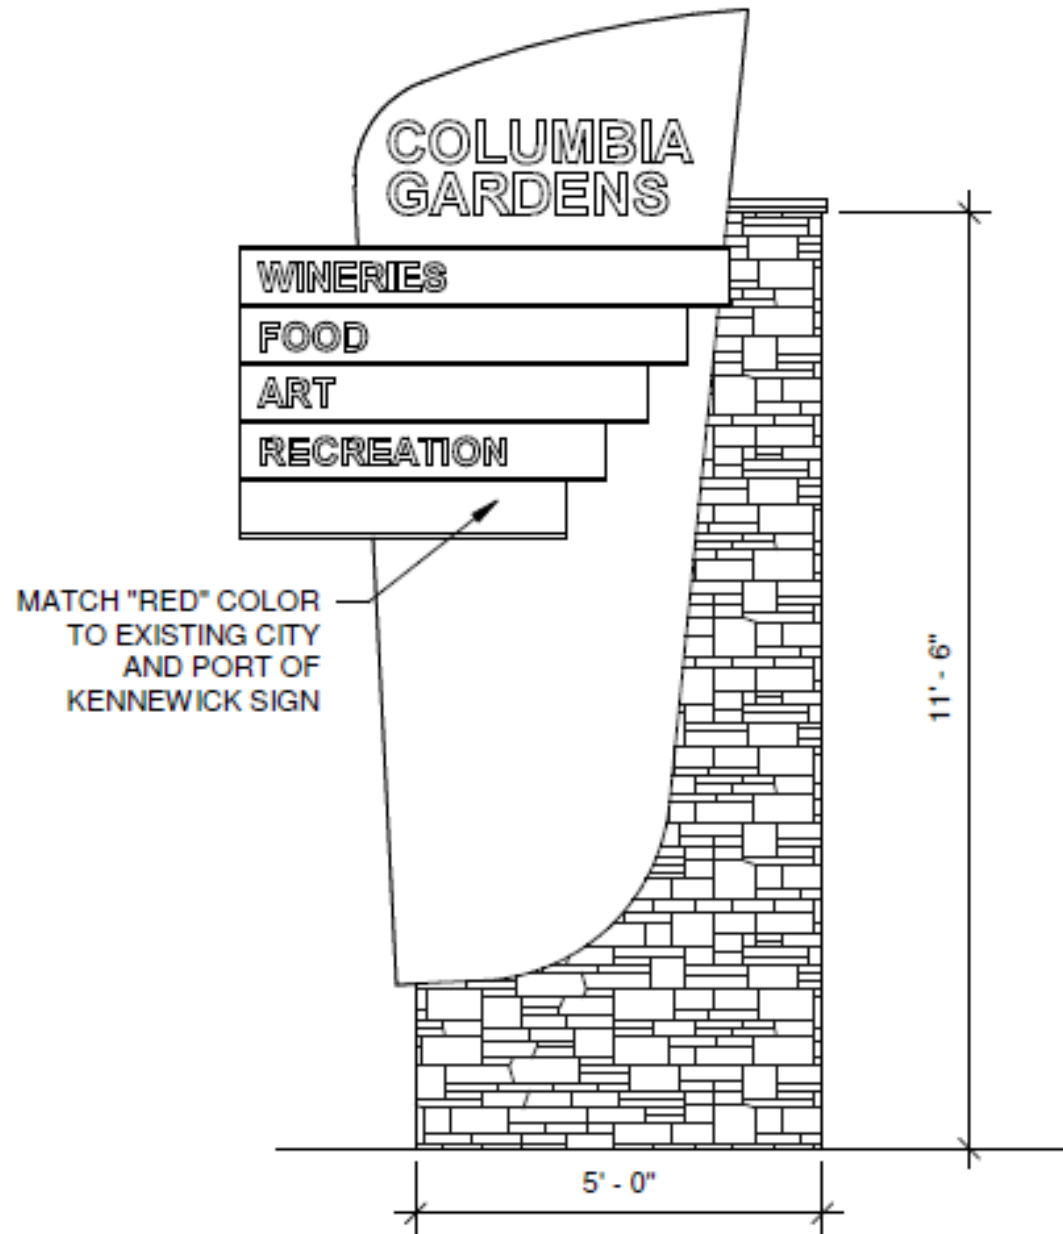 COLUMBIA
GARDENS
WINERIES
FOOD
ART
RECREATION
MATCH "RED" COLOR
TO EXISTING CITY
AND PORT OF
KENNEWICK SIGN
11' - 6"
5' - 0"